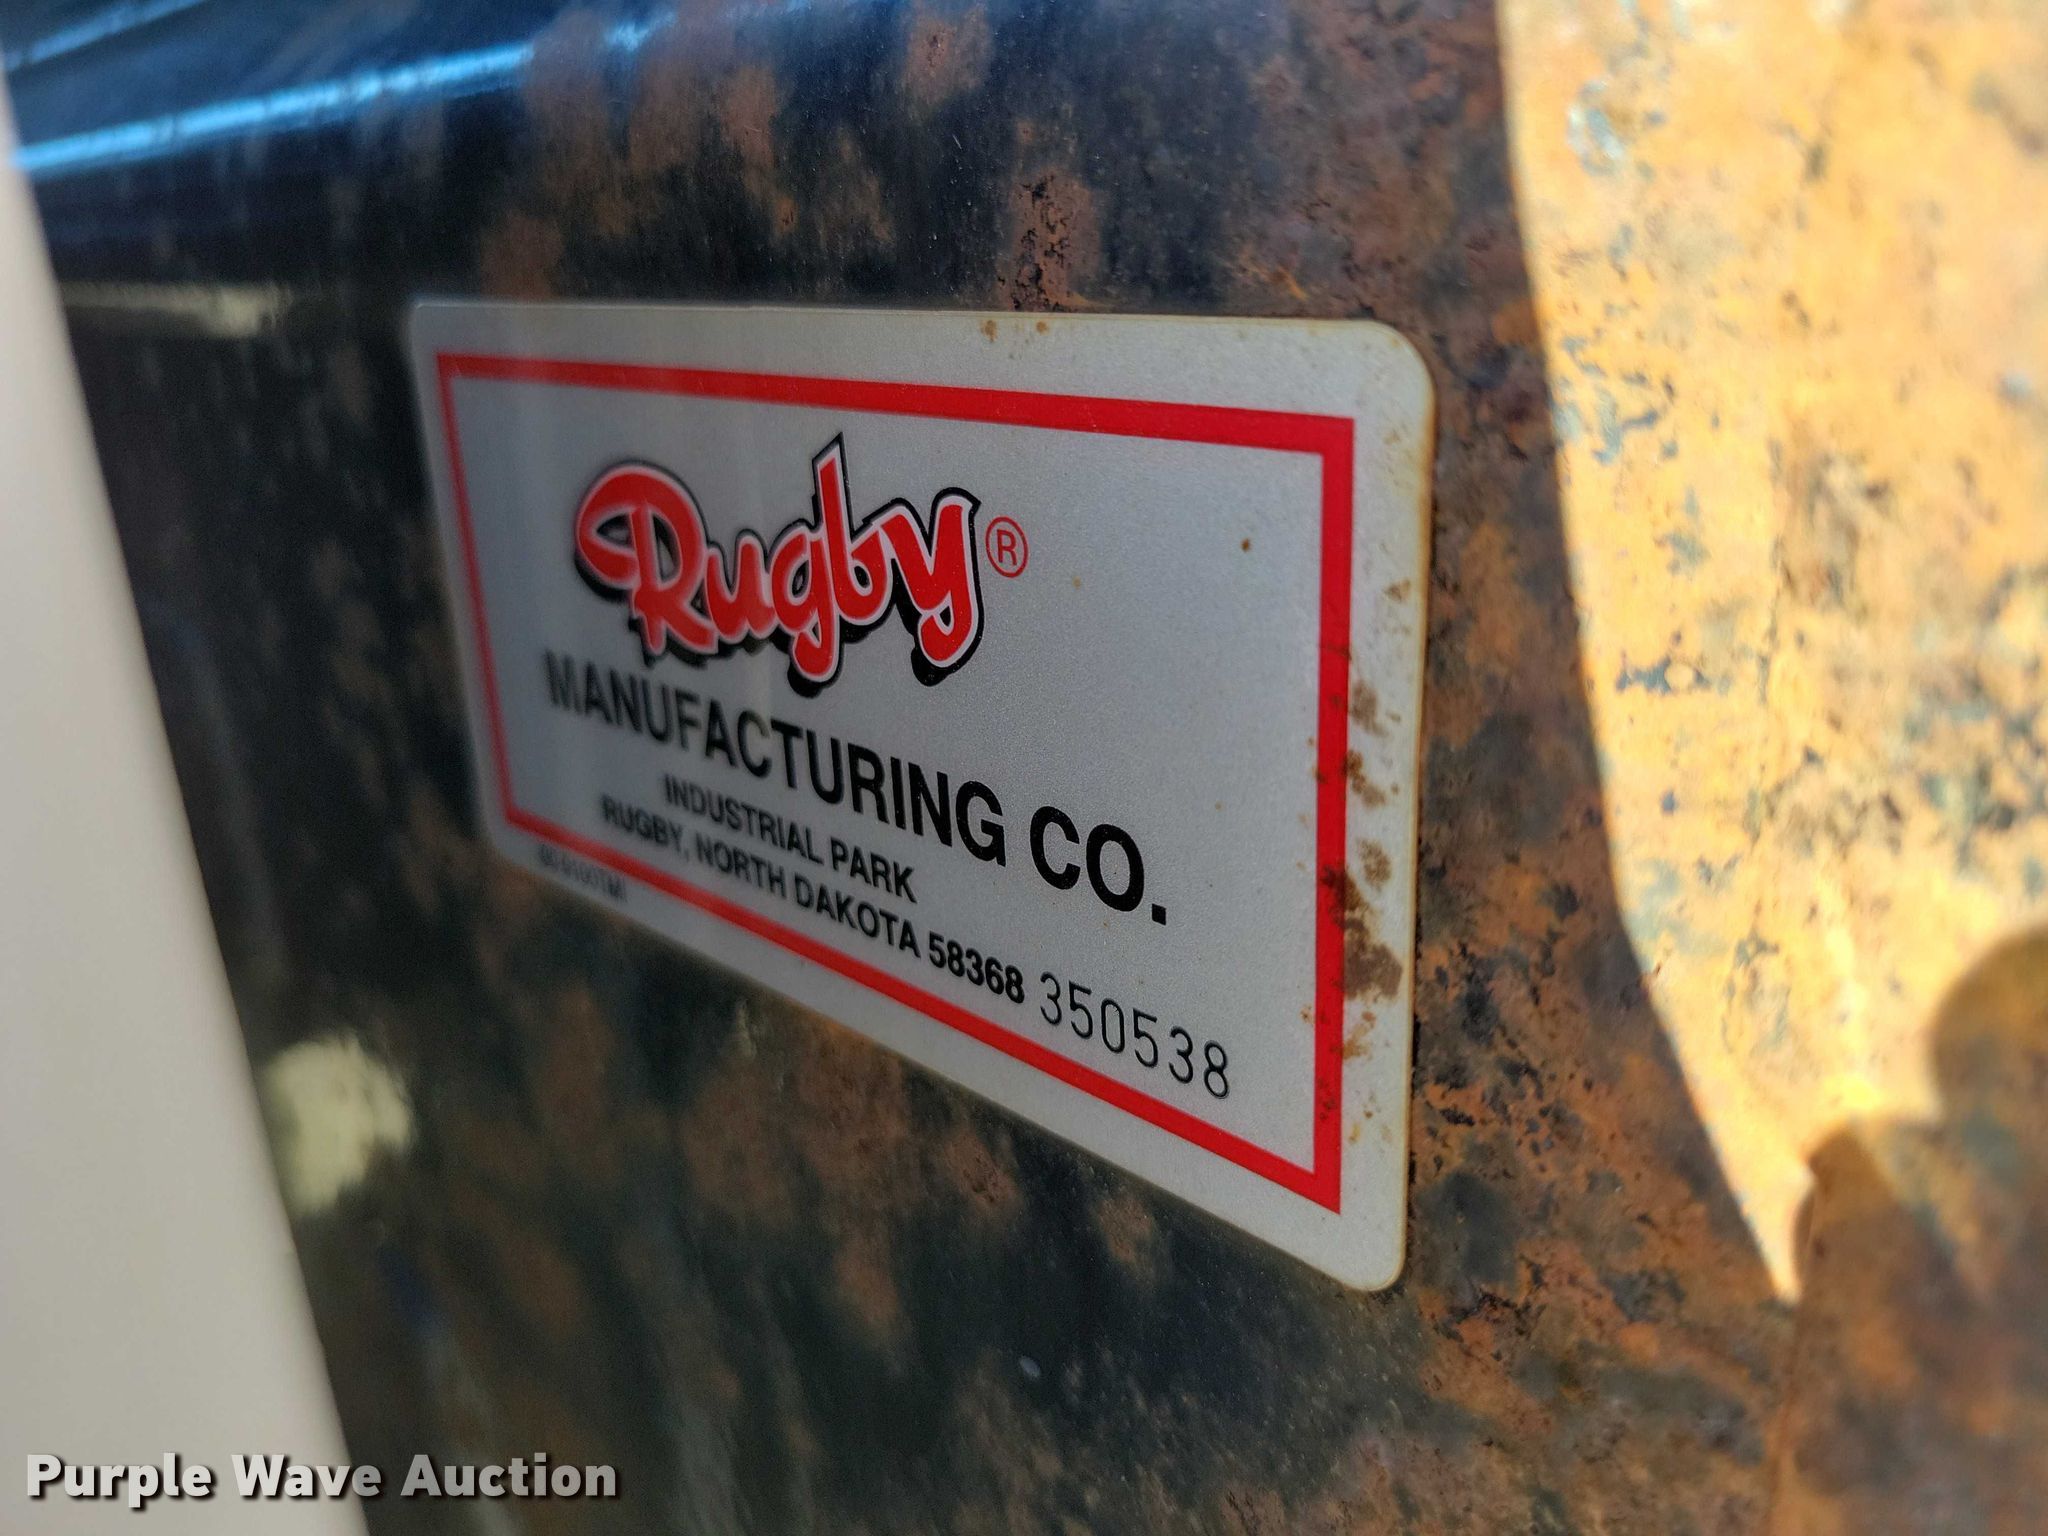 Rugby®
MANUFACTURING CO.
INDUSTRIAL PARK
RUGBY, NORTH DAKOTA 58368 350538
Purple Wave Auction